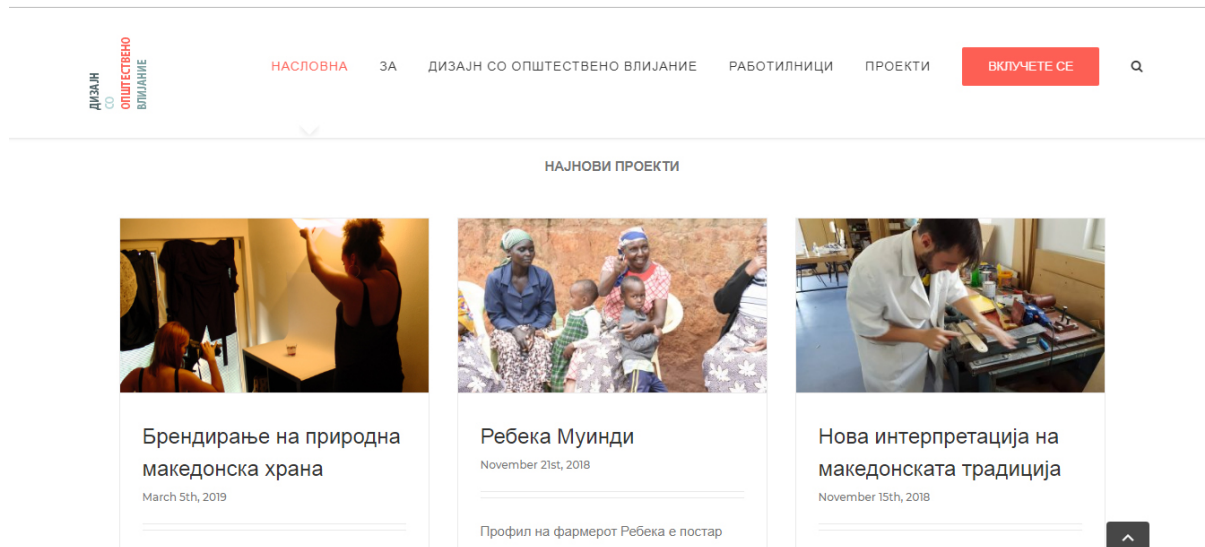 ДИЗАЈН
СО
ОПШТЕСТВЕНО
ВЛИЈАНИЕ
НАСЛОВНА
ЗА
ДИЗАЈН СО ОПШТЕСТВЕНО ВЛИЈАНИЕ
РАБОТИЛНИЦИ
ПРОЕКТИ
ВКЛУЧЕТЕ СЕ
НАЈНОВИ ПРОЕКТИ
Брендирање на природна
македонска храна
March 5th, 2019
Ребека Муинди
November 21st, 2018
Профил на фармерот Ребека е постар
Нова интерпретација на
македонската традиција
November 15th, 2018